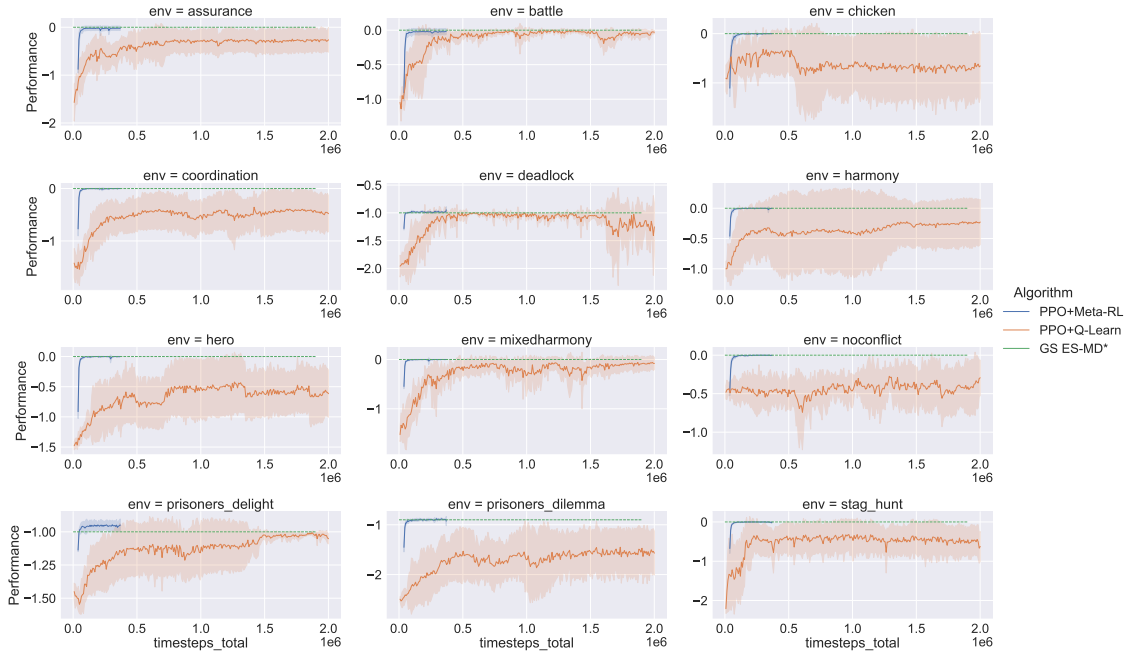 env = assurance
env = battle
env = chicken
Performance
0
−1
−2
0.0
−0.5
−1.0
0
−1
0.0 0.5 1.0 1.5 2.0
1e6
0.0 0.5 1.0 1.5 2.0
1e6
0.0 0.5 1.0 1.5 2.0
1e6
env = coordination
env = deadlock
env = harmony
Performance
0
−1
−0.5
−1.0
−1.5
−2.0
0.0
−0.5
−1.0
0.0 0.5 1.0 1.5 2.0
1e6
0.0 0.5 1.0 1.5 2.0
1e6
0.0 0.5 1.0 1.5 2.0
1e6
Algorithm
PPO+Meta-RL
PPO+Q-Learn
GS ES-MD*
env = hero
env = mixedharmony
env = noconflict
Performance
0.0
−0.5
−1.0
−1.5
0
−1
0.0
−0.5
−1.0
0.0 0.5 1.0 1.5 2.0
1e6
0.0 0.5 1.0 1.5 2.0
1e6
0.0 0.5 1.0 1.5 2.0
1e6
env = prisoners_delight
env = prisoners_dilemma
env = stag_hunt
Performance
−1.00
−1.25
−1.50
−1
−2
0
−1
−2
0.0 0.5 1.0 1.5 2.0
timesteps_total
1e6
0.0 0.5 1.0 1.5 2.0
timesteps_total
1e6
0.0 0.5 1.0 1.5 2.0
timesteps_total
1e6